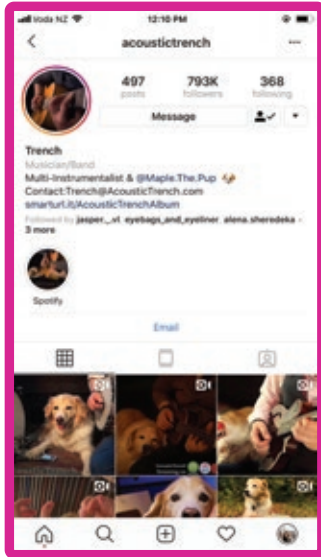 Voda NZ 12:10 PM
acoustictrench
497 793K 368
posts followers following
Message
Trench
Musician/Band
Multi-Instrumentalist & @Maple.The.Pup
Contact:Trench@AcousticTrench.com
smarturl.it/AcousticTrenchAlbum
Followed by jasper._.vt, eyebags_and_eyeliner, alena.sheredeka +
3 more
Spotify
Email